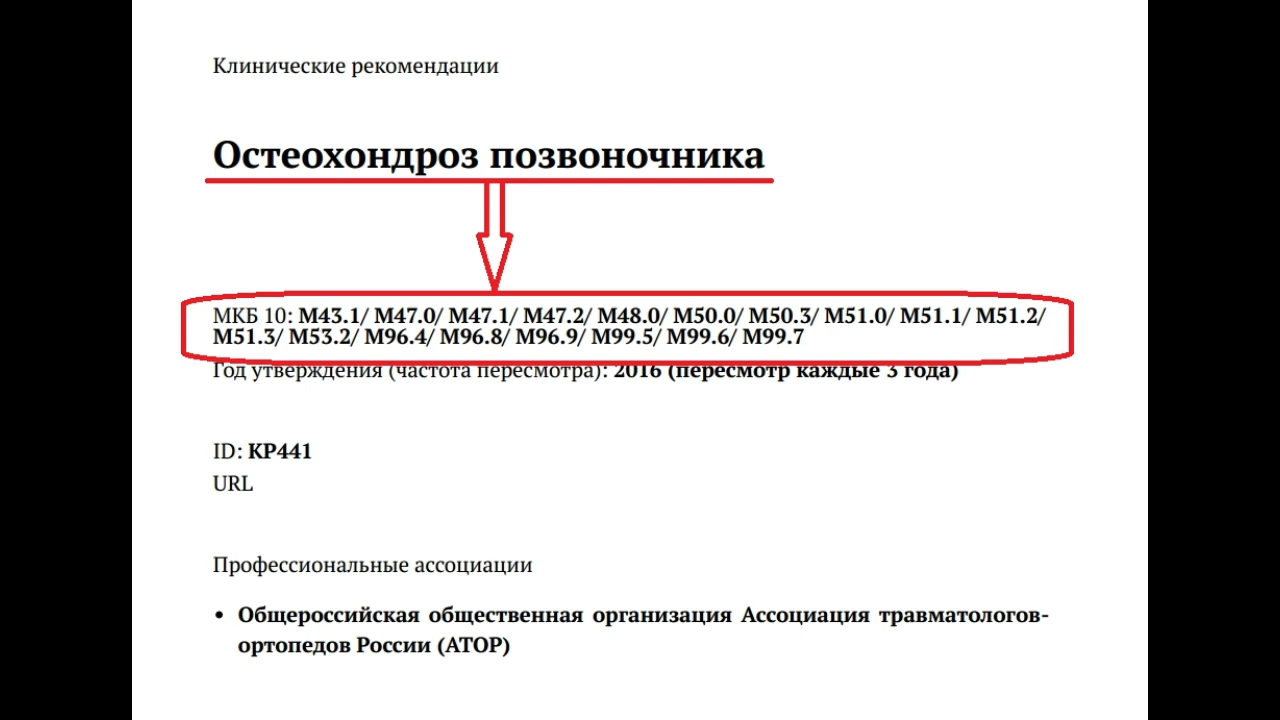 Клинические рекомендации
Остеохондроз позвоночника
МКБ 10: M43.1/ M47.0/ M47.1/ M47.2/ M48.0/ M50.0/ M50.3/ M51.0/ M51.1/ M51.2/
M51.3/ M53.2/ M96.4/ M96.8/ M96.9/ M99.5/ M99.6/ M99.7
Год утверждения (частота пересмотра): 2016 (пересмотр каждые 3 года)
ID: КР441
URL
Профессиональные ассоциации
• Общероссийская общественная организация Ассоциация травматологов-
ортопедов России (АТОР)